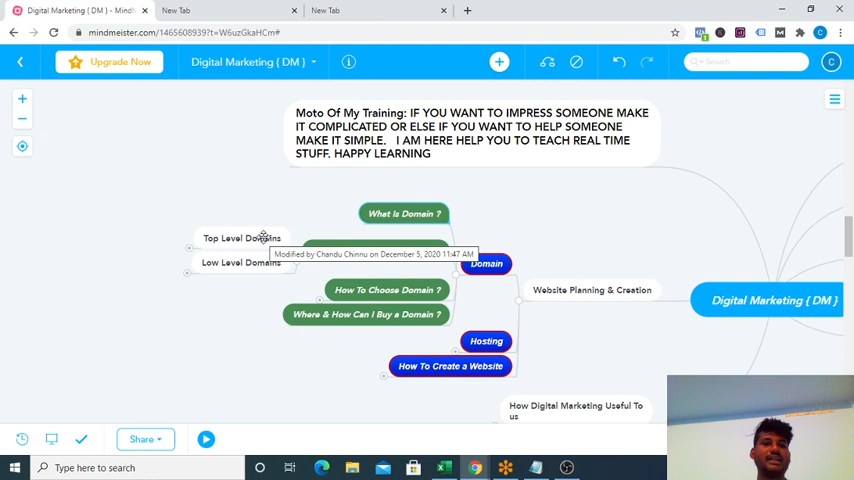 Digital Marketing ( DM ) - Mind
New Tab
New Tab
mindmeister.com/1465608939?t=W6uzGkaHCm#
C
Upgrade Now
Digital Marketing ( DM )
Search
C
Moto Of My Training: IF YOU WANT TO IMPRESS SOMEONE MAKE
IT COMPLICATED OR ELSE IF YOU WANT TO HELP SOMEONE
MAKE IT SIMPLE. I AM HERE HELP YOU TO TEACH REAL TIME
STUFF. HAPPY LEARNING
What Is Domain ?
Top Level Domains
Modified by Chandu Chinnu on December 5, 2020 11:47 AM
Low Level Domains
Domain
How To Choose Domain ?
Website Planning & Creation
Digital Marketing ( DM )
Where & How Can I Buy a Domain ?
Hosting
How To Create a Website
How Digital Marketing Useful To
us
Share
Type here to search